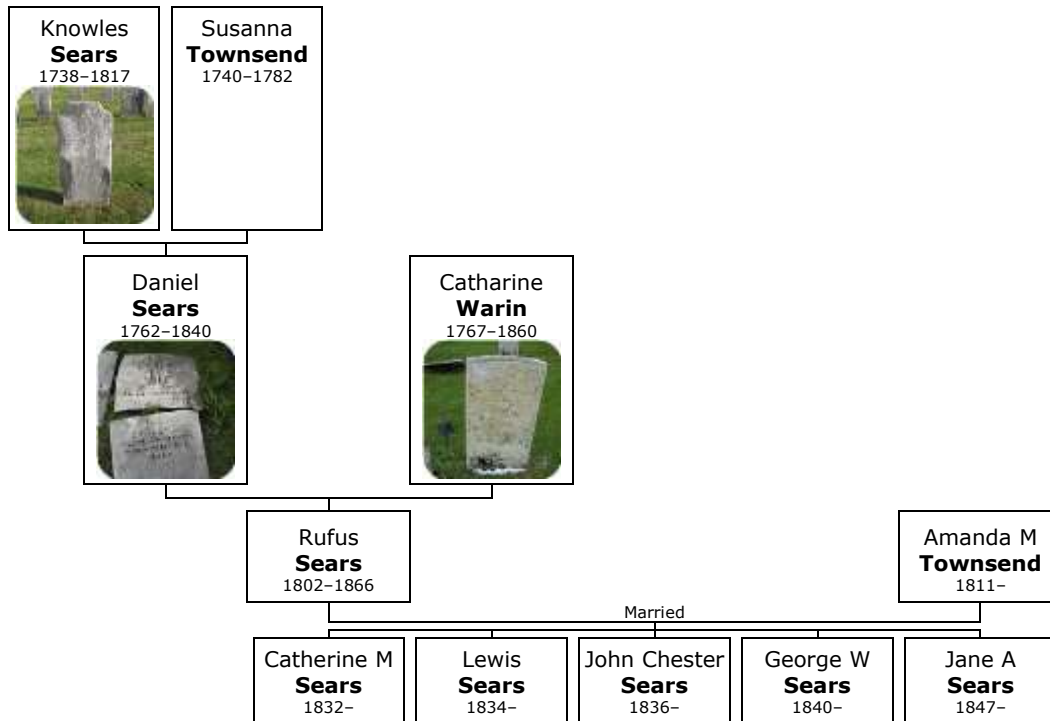 Knowles
Sears
1738–1817
Susanna
Townsend
1740–1782
Daniel
Sears
1762–1840
Catharine
Warin
1767–1860
Rufus
Sears
1802–1866
Amanda M
Townsend
1811–
Married
Catherine M
Sears
1832–
Lewis
Sears
1834–
John Chester
Sears
1836–
George W
Sears
1840–
Jane A
Sears
1847–